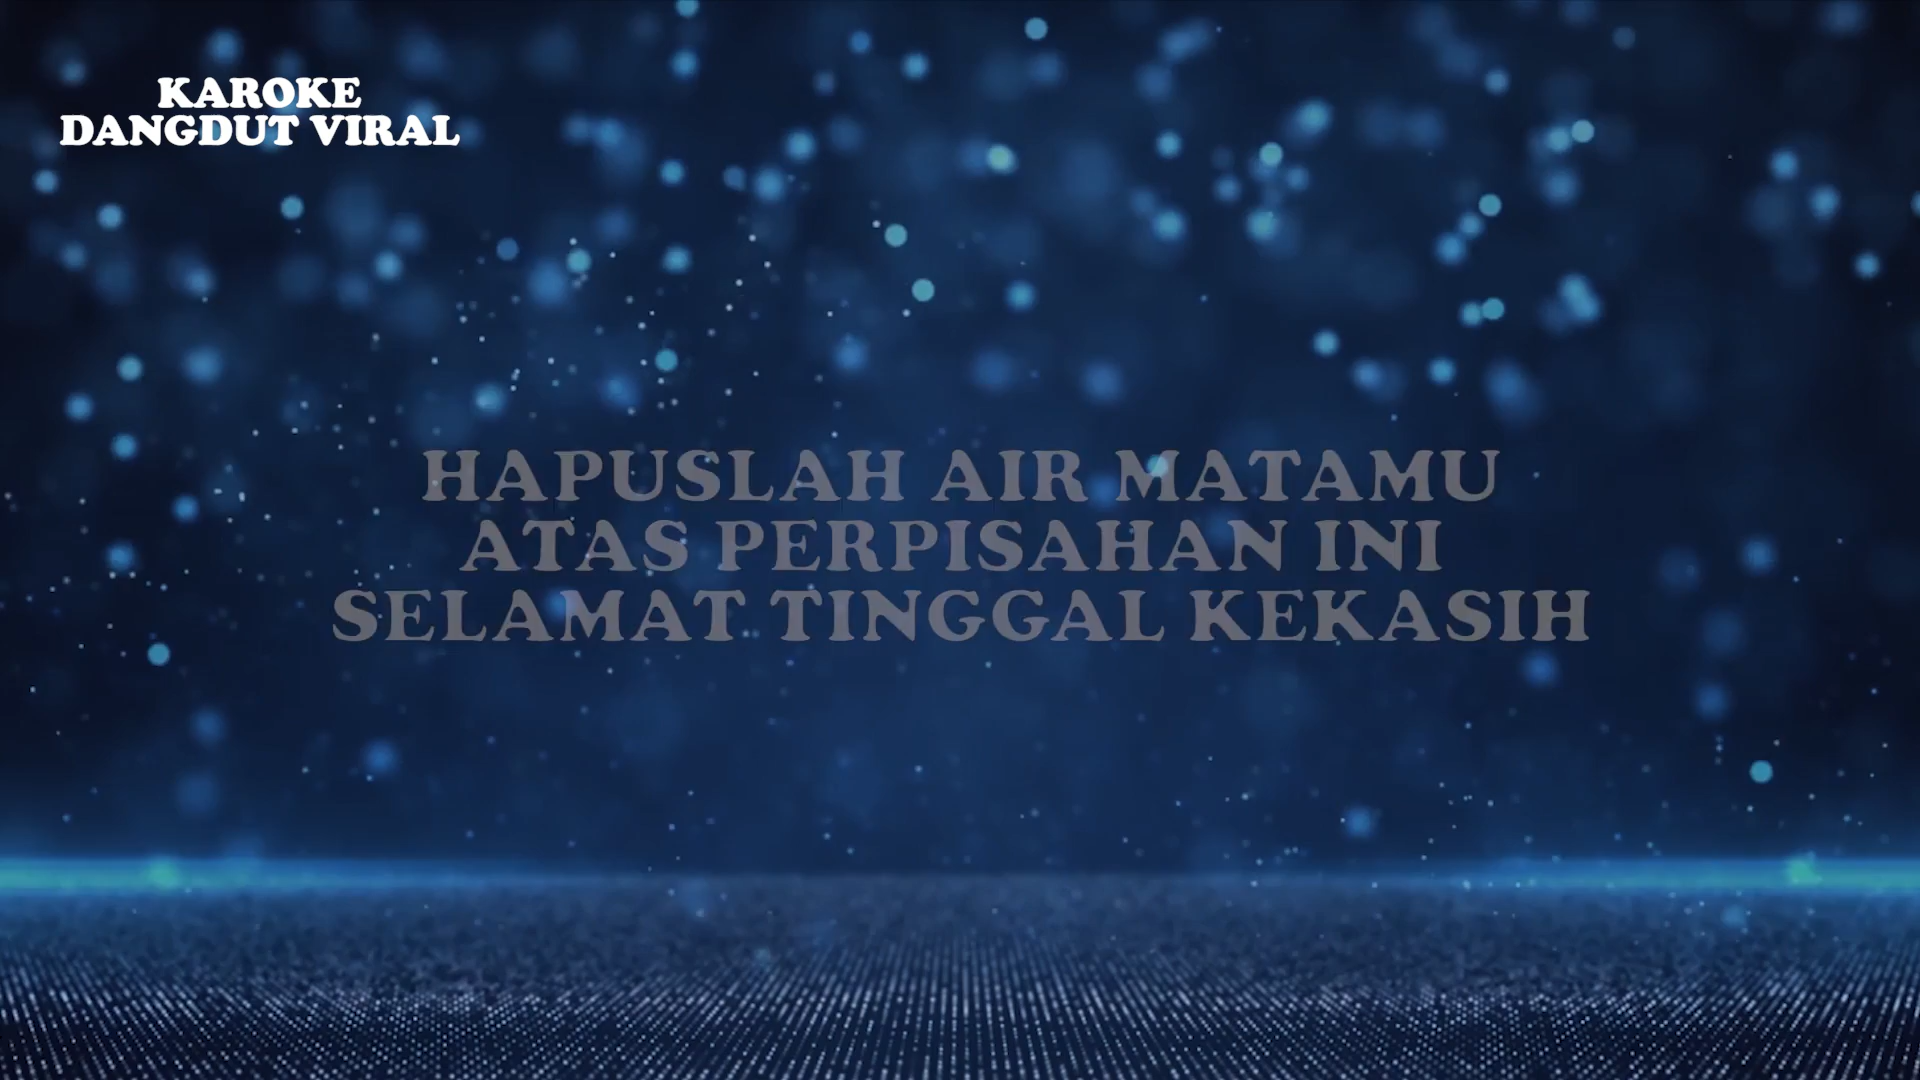 KAROKE
DANGDUT VIRAL
HAPUSLAH AIR MATAMU
ATAS PERPISAHAN INI
SELAMAT TINGGAL KEKASIH